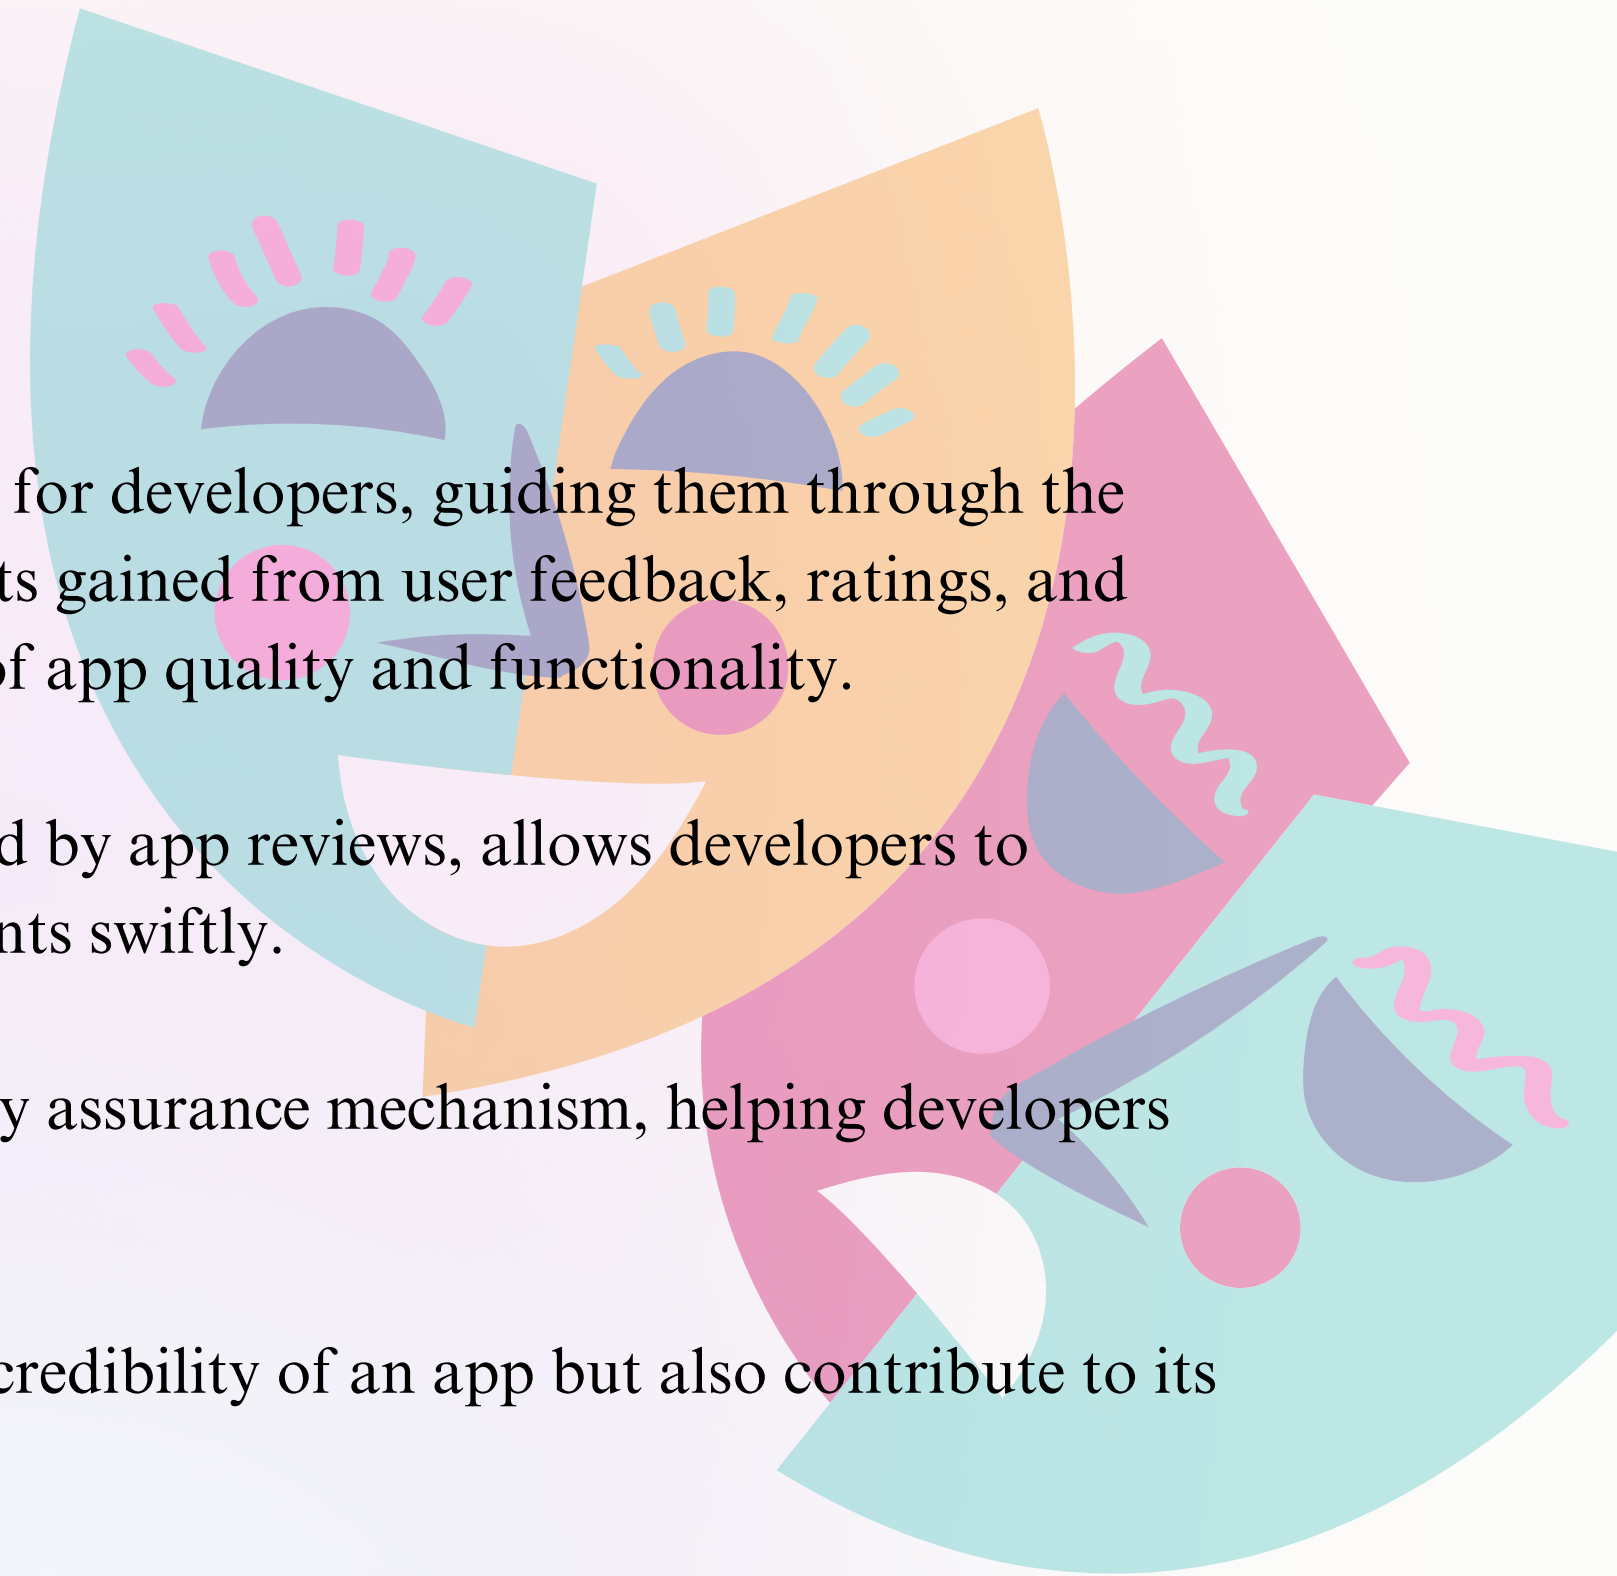 for developers, guiding them through the
ts gained from user feedback, ratings, and
of app quality and functionality.
d by app reviews, allows developers to
nts swiftly.
y assurance mechanism, helping developers
credibility of an app but also contribute to its